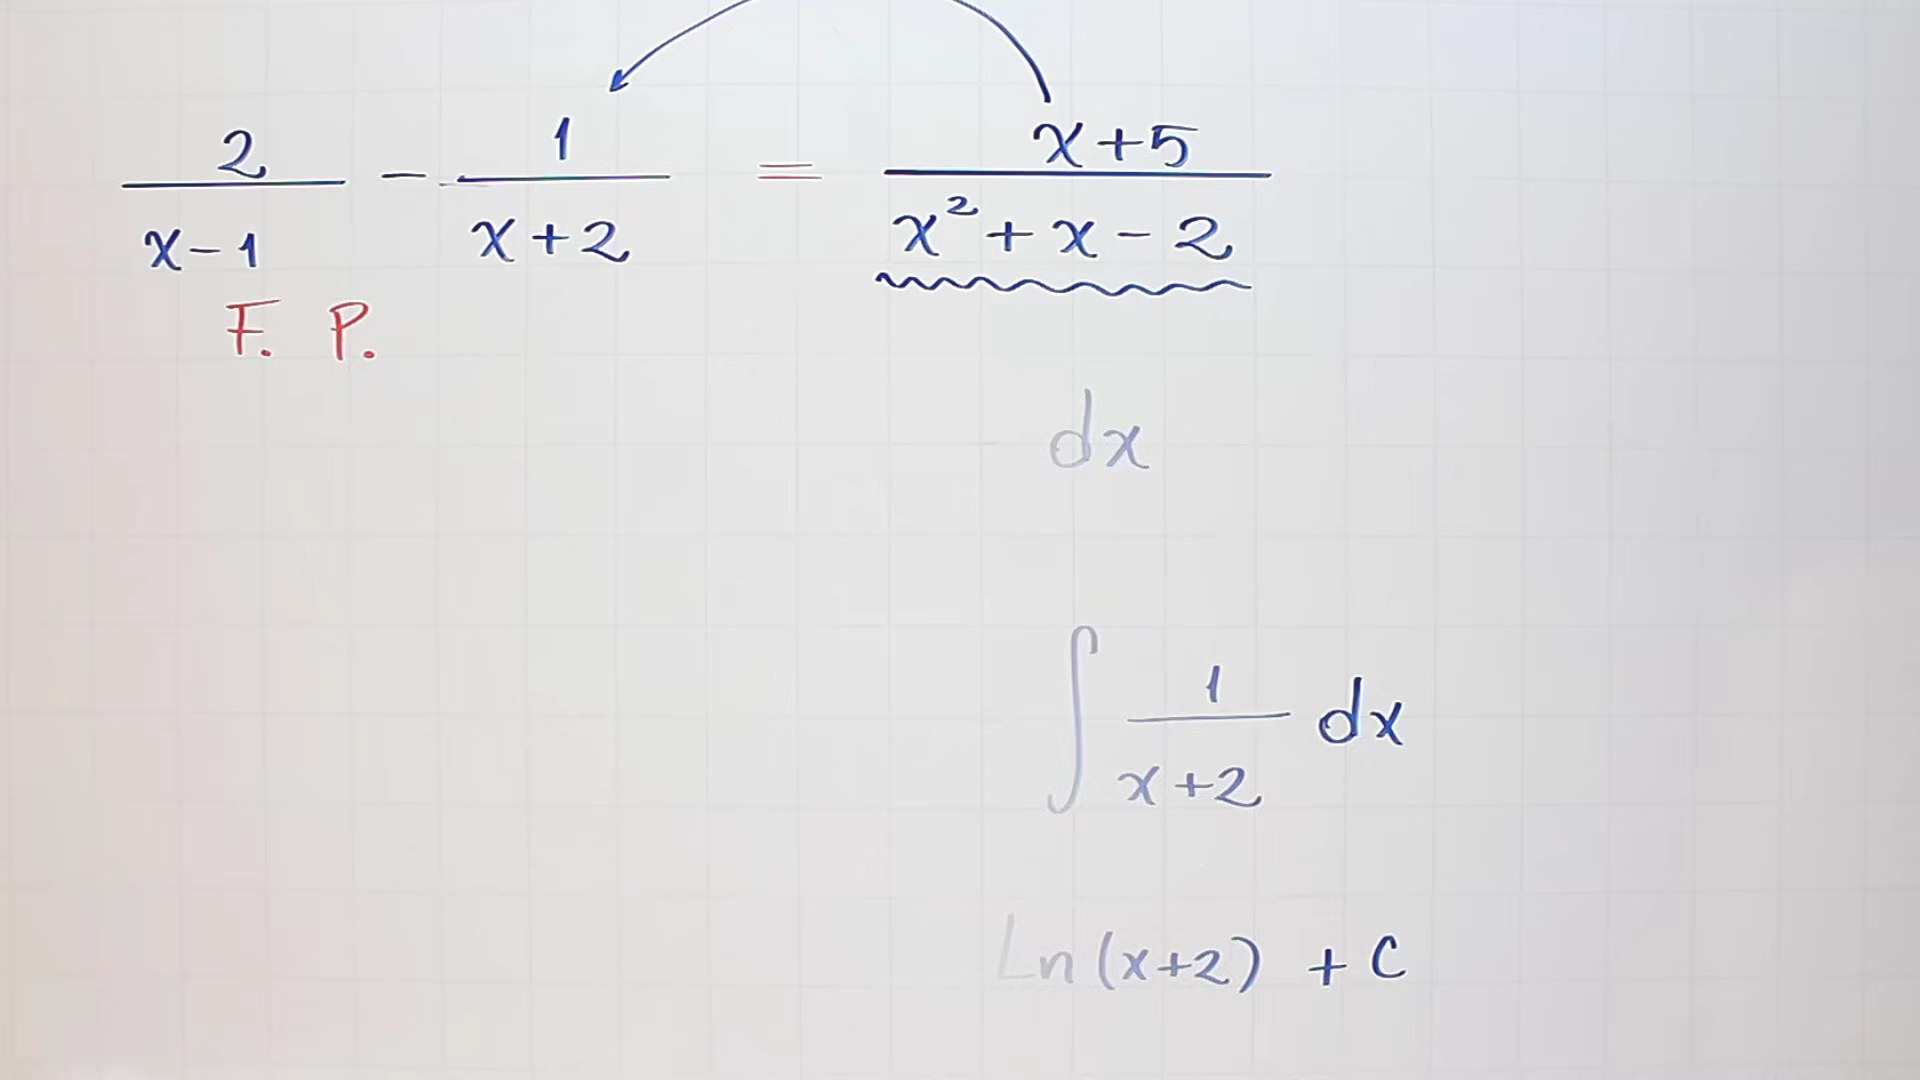 2/(x-1) - 1/(x+2) = (x+5)/(x²+x-2)
F. P.
dx
∫ 1/(x+2) dx
Ln(x+2) + C